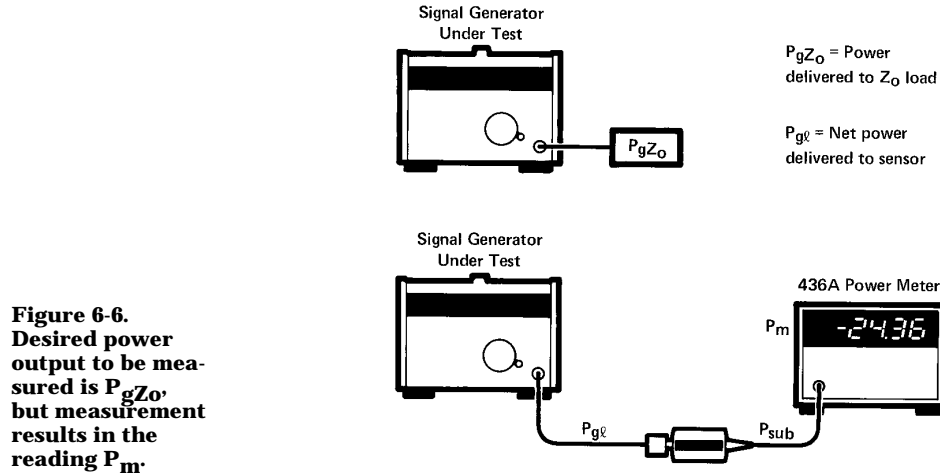 Signal Generator
Under Test
PgZo
PgZo = Power
delivered to Zo load
Pgℓ = Net power
delivered to sensor
Signal Generator
Under Test
436A Power Meter
Pm
-24.36
Pgℓ
Psub
Figure 6-6.
Desired power
output to be mea-
sured is PgZo,
but measurement
results in the
reading Pm.